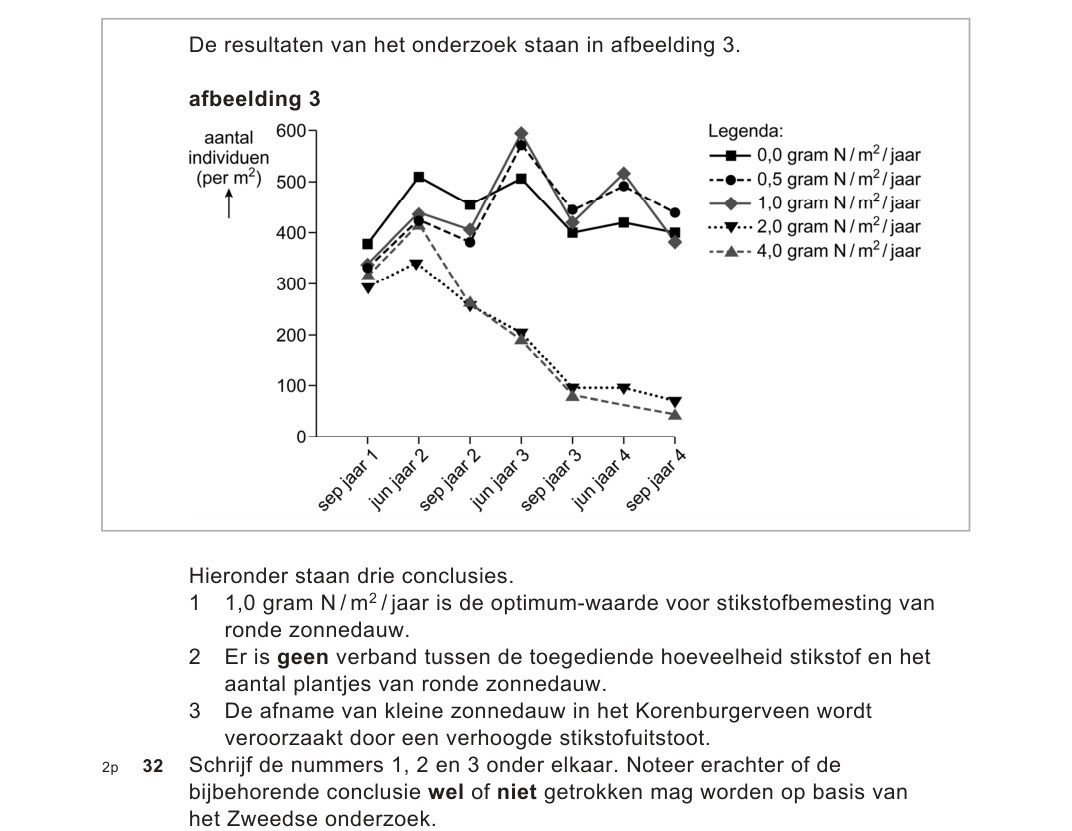 De resultaten van het onderzoek staan in afbeelding 3.
afbeelding 3
aantal
individuen
(per m²)
600
500
400
300
200
100
0
sep jaar 1
jun jaar 2
sep jaar 2
jun jaar 3
sep jaar 3
jun jaar 4
sep jaar 4
Legenda:
0,0 gram N/m²/jaar
0,5 gram N/m²/jaar
1,0 gram N/m²/jaar
2,0 gram N/m²/jaar
4,0 gram N/m²/jaar
Hieronder staan drie conclusies.
1 1,0 gram N/m²/jaar is de optimum-waarde voor stikstofbemesting van
ronde zonnedauw.
2 Er is geen verband tussen de toegediende hoeveelheid stikstof en het
aantal plantjes van ronde zonnedauw.
3 De afname van kleine zonnedauw in het Korenburgerveen wordt
veroorzaakt door een verhoogde stikstofuitstoot.
2p 32 Schrijf de nummers 1, 2 en 3 onder elkaar. Noteer erachter of de
bijbehorende conclusie wel of niet getrokken mag worden op basis van
het Zweedse onderzoek.